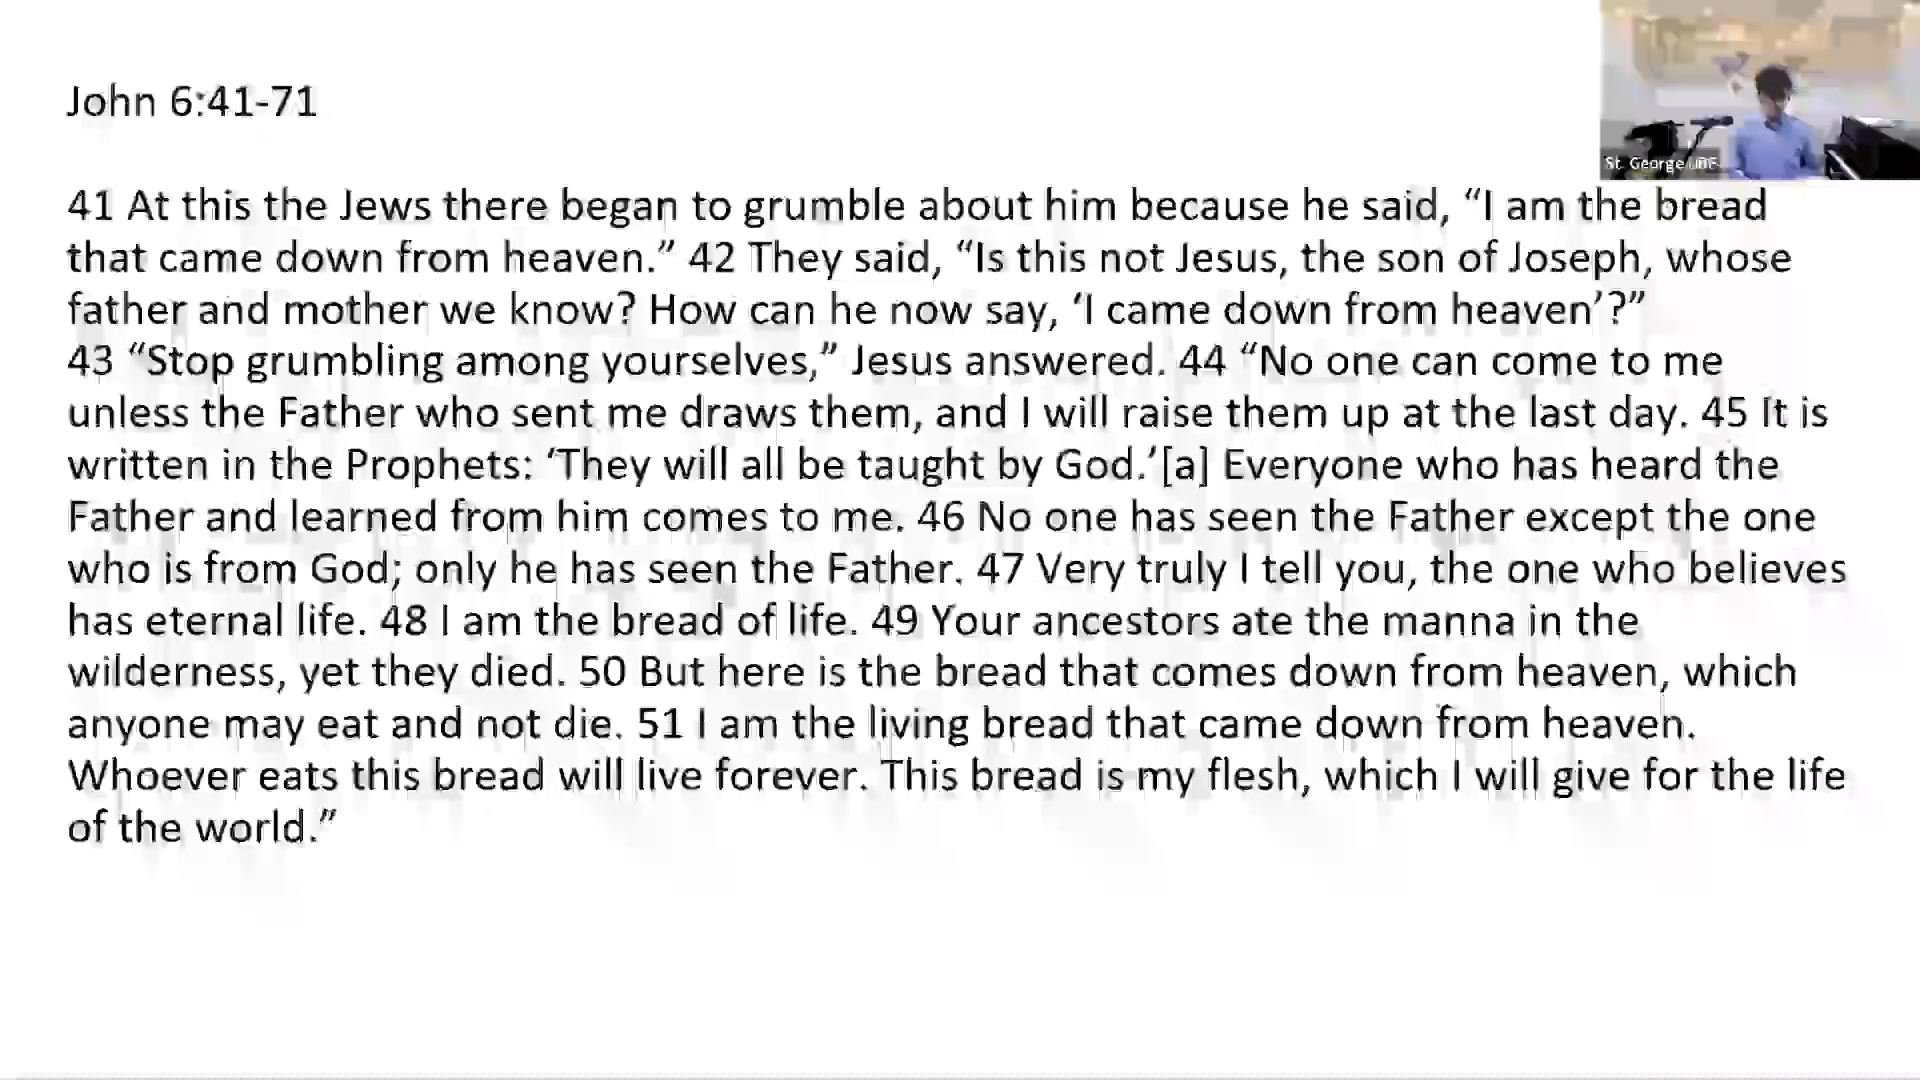 John 6:41-71
St. George UBF
41 At this the Jews there began to grumble about him because he said, “I am the bread
that came down from heaven.” 42 They said, “Is this not Jesus, the son of Joseph, whose
father and mother we know? How can he now say, ‘I came down from heaven’?”
43 “Stop grumbling among yourselves,” Jesus answered. 44 “No one can come to me
unless the Father who sent me draws them, and I will raise them up at the last day. 45 It is
written in the Prophets: ‘They will all be taught by God.’[a] Everyone who has heard the
Father and learned from him comes to me. 46 No one has seen the Father except the one
who is from God; only he has seen the Father. 47 Very truly I tell you, the one who believes
has eternal life. 48 I am the bread of life. 49 Your ancestors ate the manna in the
wilderness, yet they died. 50 But here is the bread that comes down from heaven, which
anyone may eat and not die. 51 I am the living bread that came down from heaven.
Whoever eats this bread will live forever. This bread is my flesh, which I will give for the life
of the world.”